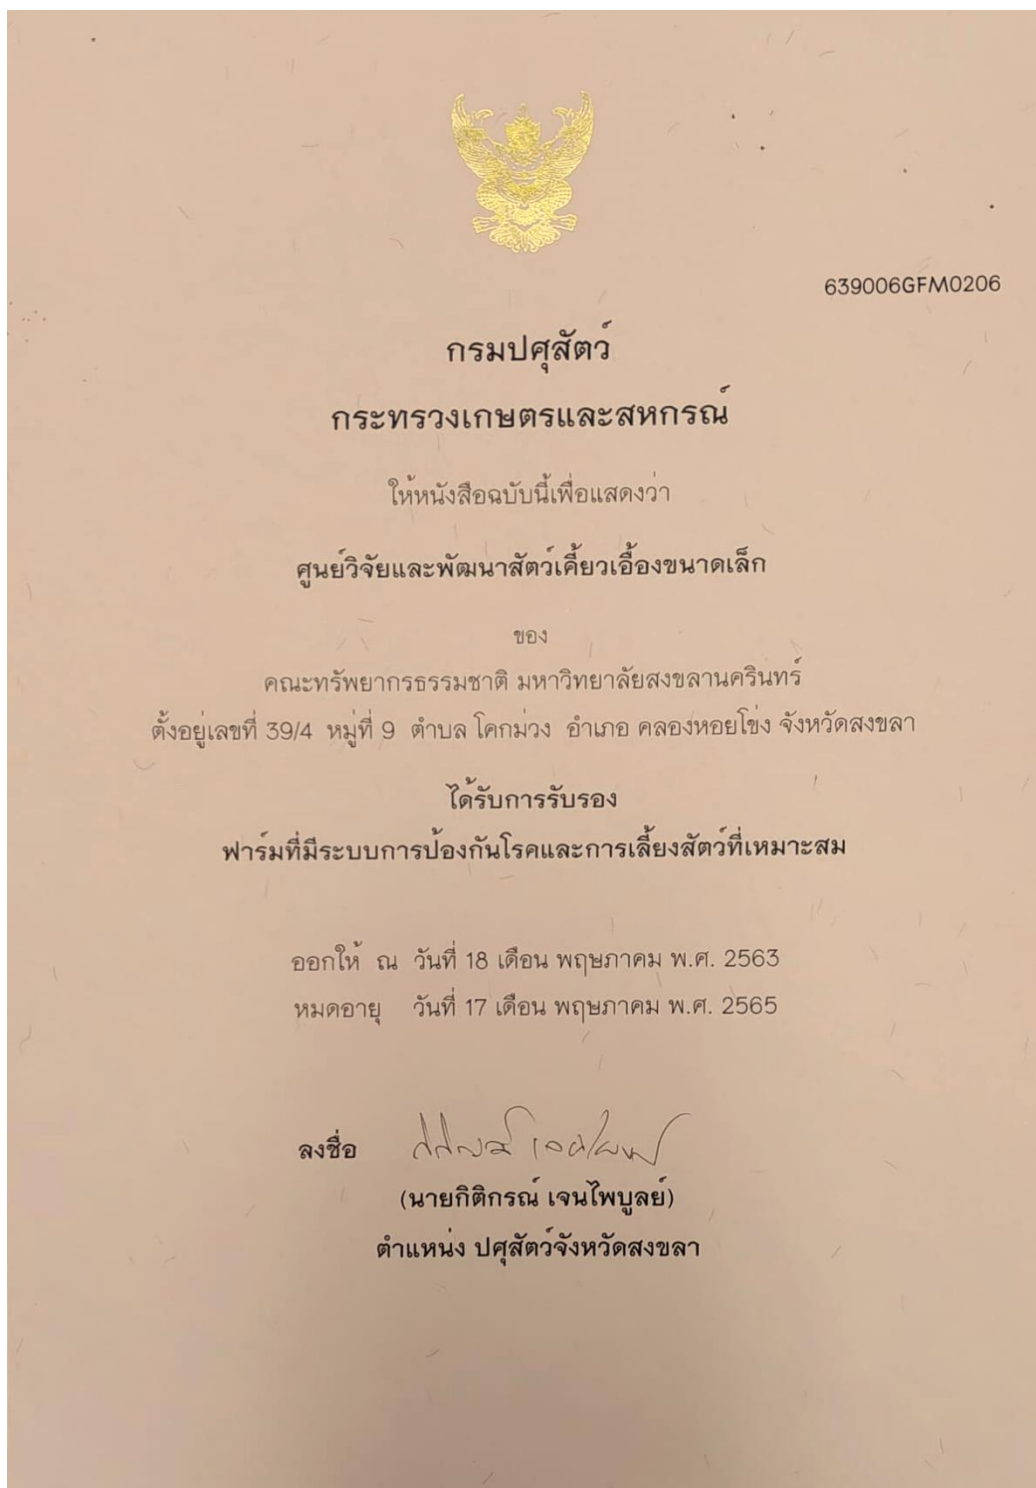 639006GFM0206
กรมปศุสัตว์
กระทรวงเกษตรและสหกรณ์
ให้หนังสือฉบับนี้เพื่อแสดงว่า
ศูนย์วิจัยและพัฒนาสัตว์เคี้ยวเอื้องขนาดเล็ก
ของ
คณะทรัพยากรธรรมชาติ มหาวิทยาลัยสงขลานครินทร์
ตั้งอยู่เลขที่ 39/4 หมู่ที่ 9 ตำบล โคกม่วง อำเภอ คลองหอยโข่ง จังหวัดสงขลา
ได้รับการรับรอง
ฟาร์มที่มีระบบการป้องกันโรคและการเลี้ยงสัตว์ที่เหมาะสม
ออกให้ ณ วันที่ 18 เดือน พฤษภาคม พ.ศ. 2563
หมดอายุ วันที่ 17 เดือน พฤษภาคม พ.ศ. 2565
ลงชื่อ
(นายกิติกรณ์ เจนไพบูลย์)
ตำแหน่ง ปศุสัตว์จังหวัดสงขลา